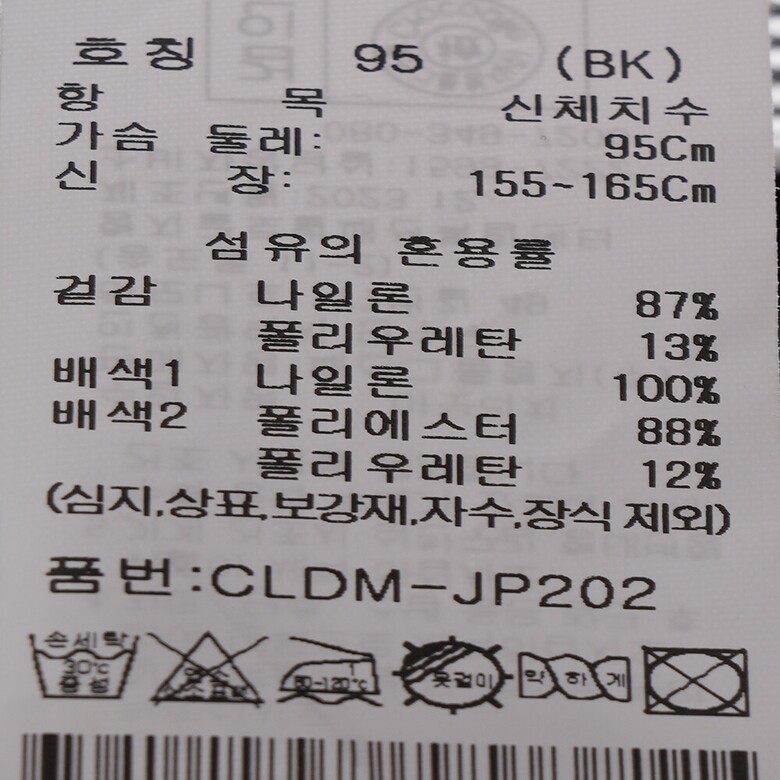 호칭 95 (BK)
항 목 신체치수
가슴 둘레: 95Cm
신 장: 155~165Cm
섬유의 혼용률
겉감 나일론 87%
폴리우레탄 13%
배색1 나일론 100%
배색2 폴리에스터 88%
폴리우레탄 12%
(심지,상표,보강재,자수,장식 제외)
품번:CLDM-JP202
손세탁
30℃
중성
1
80-120℃
옷걸이
약하게